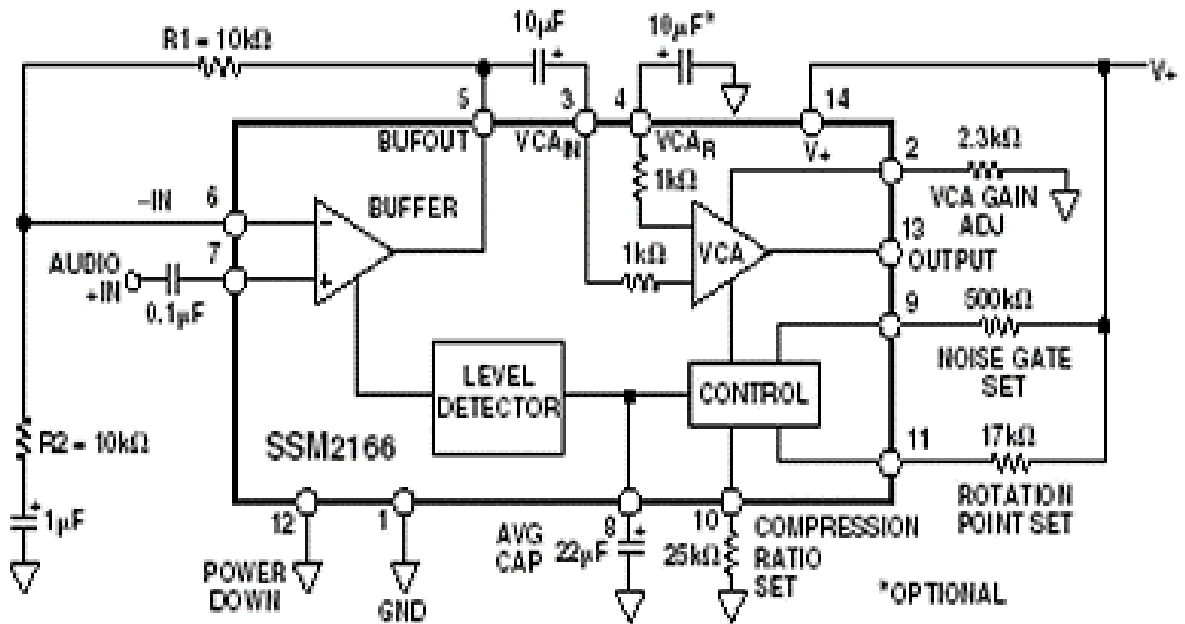 R1 = 10kΩ
10µF
+
10µF*
+
V+
5
3
4
14
BUFOUT
VCAIN
VCAR
V+
2
2.3kΩ
1kΩ
VCA GAIN
ADJ
–IN
6
BUFFER
–
13
7
1kΩ
VCA
OUTPUT
AUDIO
+IN
+
0.1µF
9
500kΩ
NOISE GATE
SET
LEVEL
DETECTOR
CONTROL
R2 = 10kΩ
SSM2166
11
17kΩ
ROTATION
POINT SET
+
1µF
12
1
AVG
CAP
8
+
22µF
10
25kΩ
COMPRESSION
RATIO
SET
POWER
DOWN
GND
*OPTIONAL